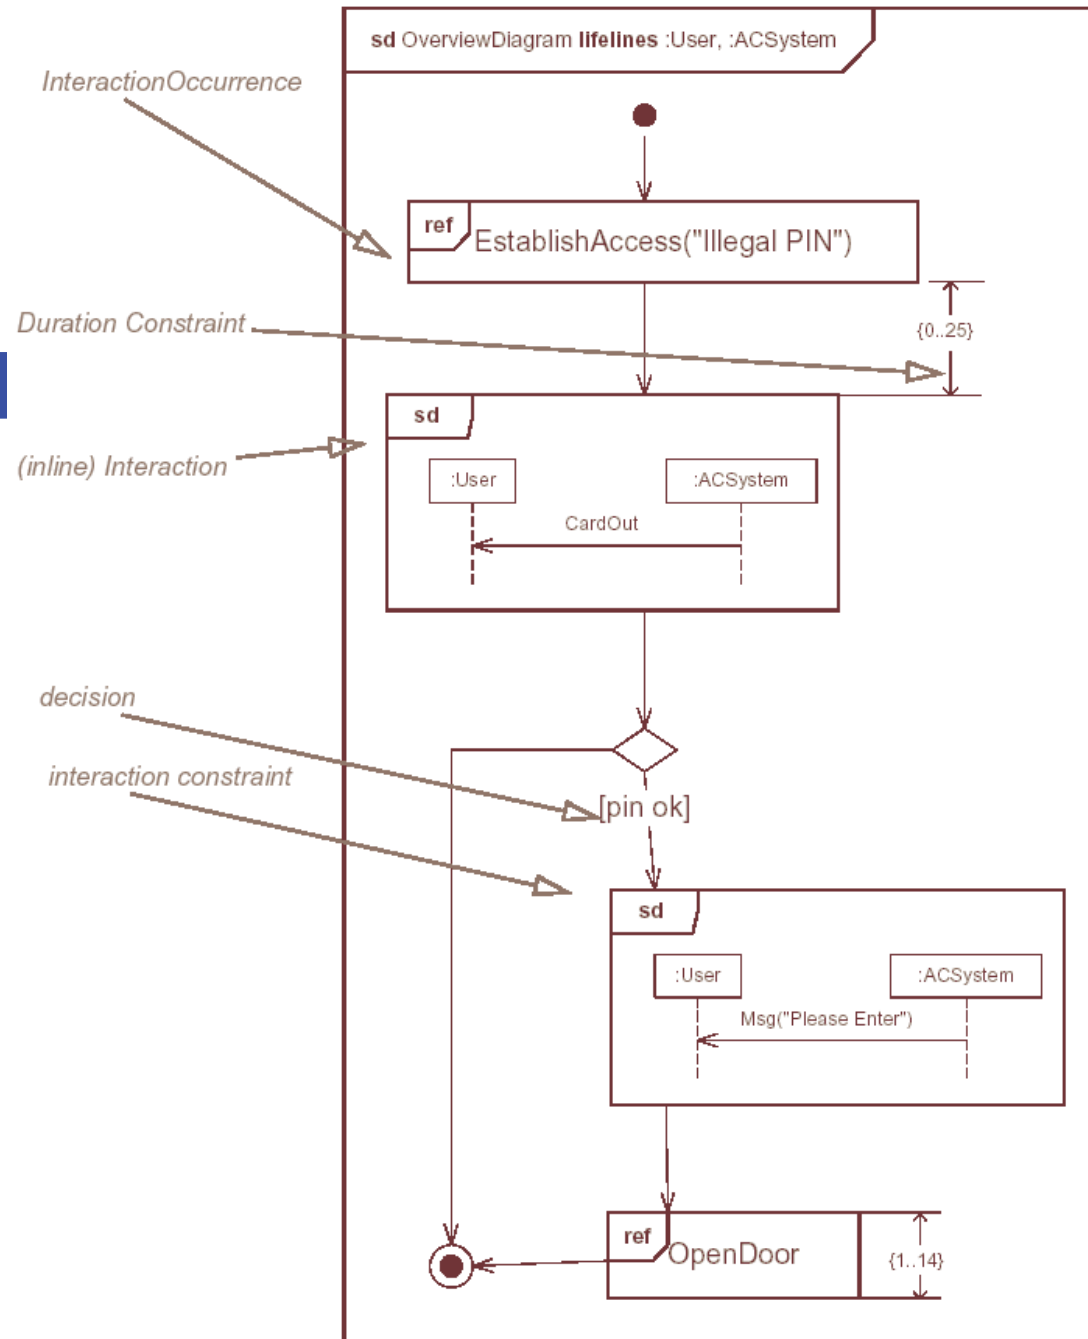 sd OverviewDiagram lifelines :User, :ACSystem
InteractionOccurrence
ref
EstablishAccess("Illegal PIN")
Duration Constraint
{0..25}
sd
(inline) Interaction
:User
:ACSystem
CardOut
decision
interaction constraint
[pin ok]
sd
:User
:ACSystem
Msg("Please Enter")
ref
OpenDoor
{1..14}